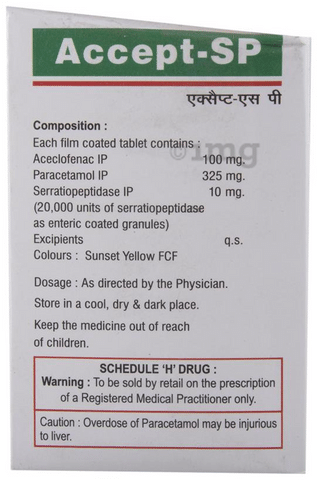 Accept-SP
एक्सैप्ट-एस पी
Composition :
Each film coated tablet contains :
Aceclofenac IP 100 mg.
Paracetamol IP 325 mg.
Serratiopeptidase IP 10 mg.
(20,000 units of serratiopeptidase
as enteric coated granules)
Excipients q.s.
Colours : Sunset Yellow FCF
Dosage : As directed by the Physician.
Store in a cool, dry & dark place.
Keep the medicine out of reach
of children.
SCHEDULE 'H' DRUG :
Warning : To be sold by retail on the prescription
of a Registered Medical Practitioner only.
Caution : Overdose of Paracetamol may be injurious
to liver.